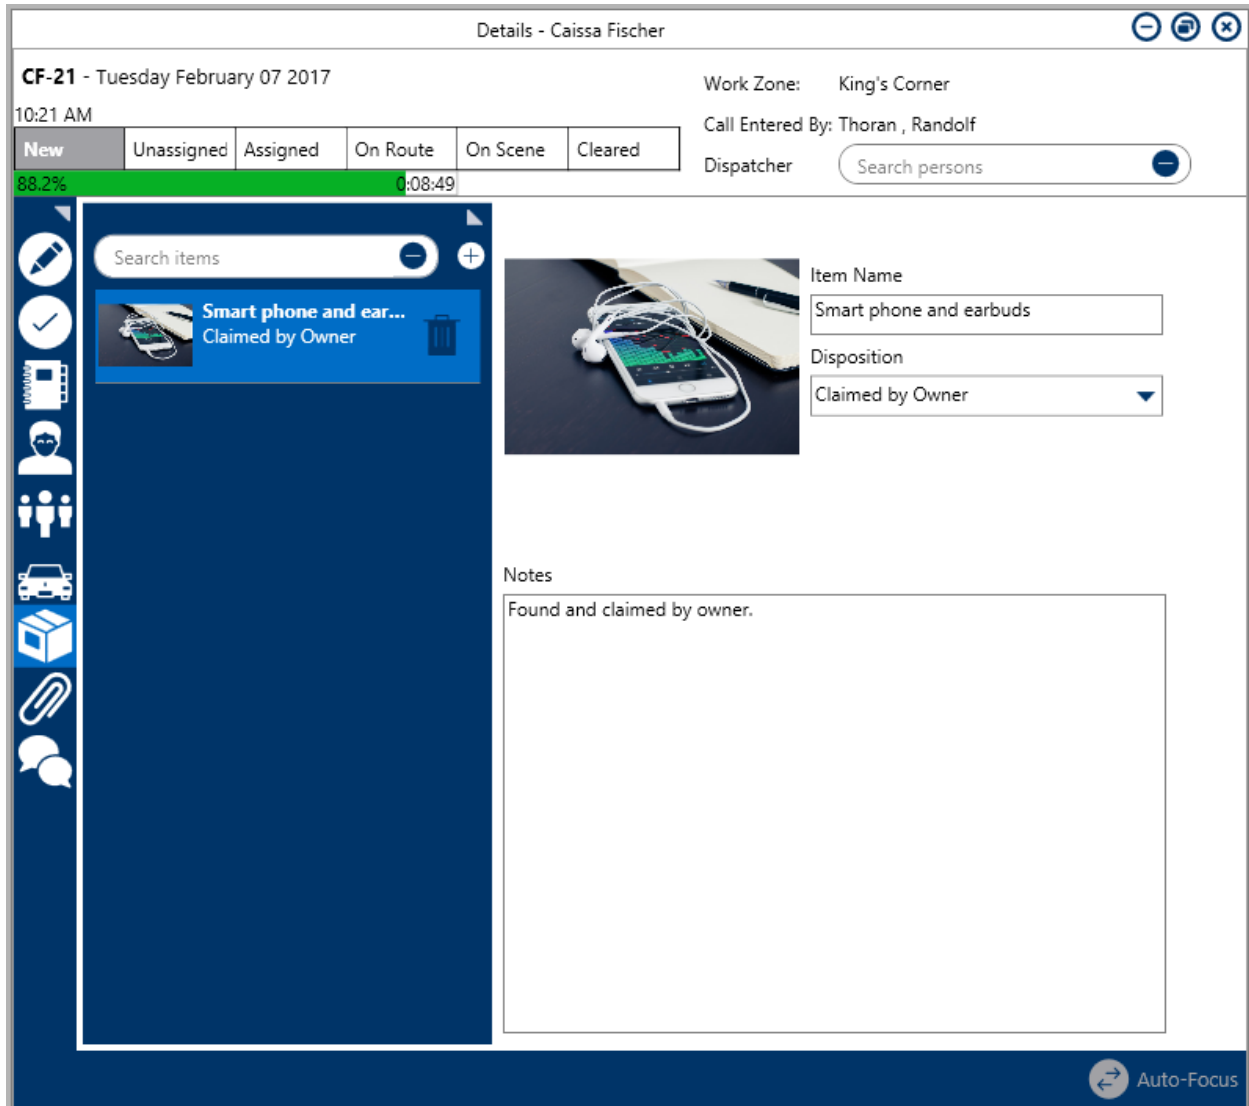 Details - Caissa Fischer
CF-21 - Tuesday February 07 2017
10:21 AM
New
Unassigned
Assigned
On Route
On Scene
Cleared
88.2%
0:08:49
Work Zone: King's Corner
Call Entered By: Thoran , Randolf
Dispatcher
Search persons
Search items
Smart phone and ear...
Claimed by Owner
Item Name
Smart phone and earbuds
Disposition
Claimed by Owner
Notes
Found and claimed by owner.
Auto-Focus